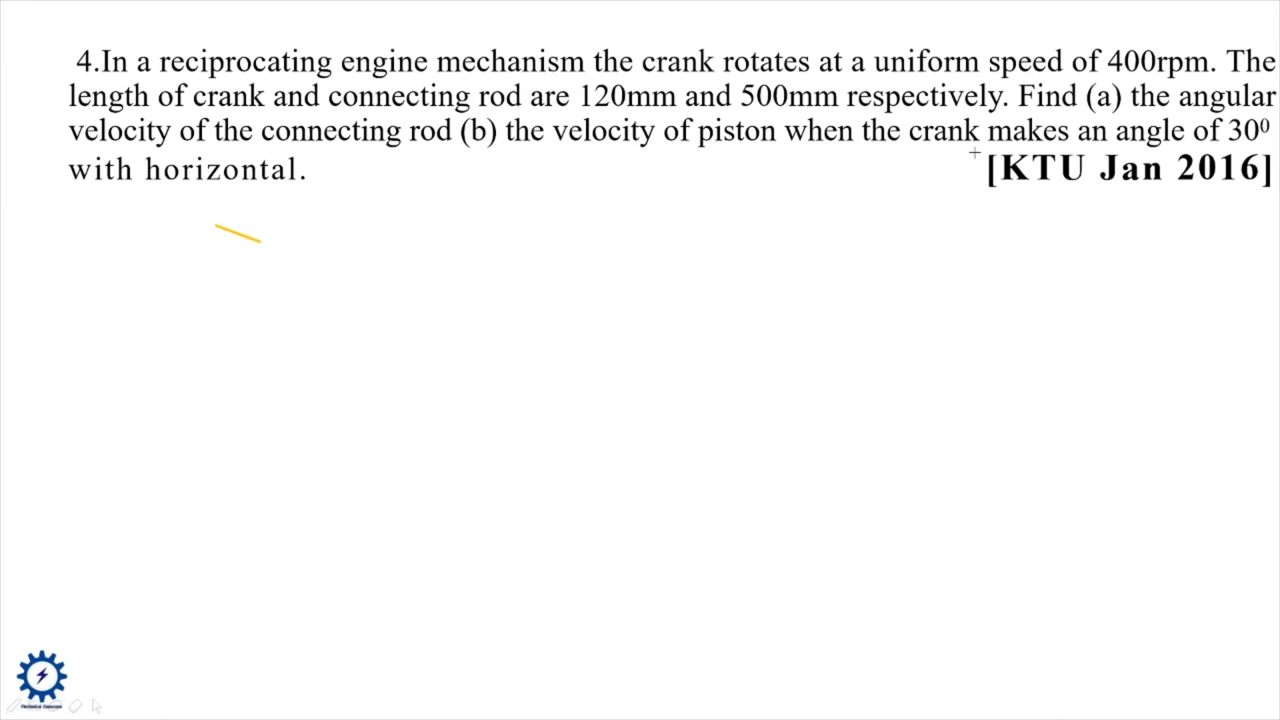 4.In a reciprocating engine mechanism the crank rotates at a uniform speed of 400rpm. The
length of crank and connecting rod are 120mm and 500mm respectively. Find (a) the angular
velocity of the connecting rod (b) the velocity of piston when the crank makes an angle of 30⁰
with horizontal. [KTU Jan 2016]